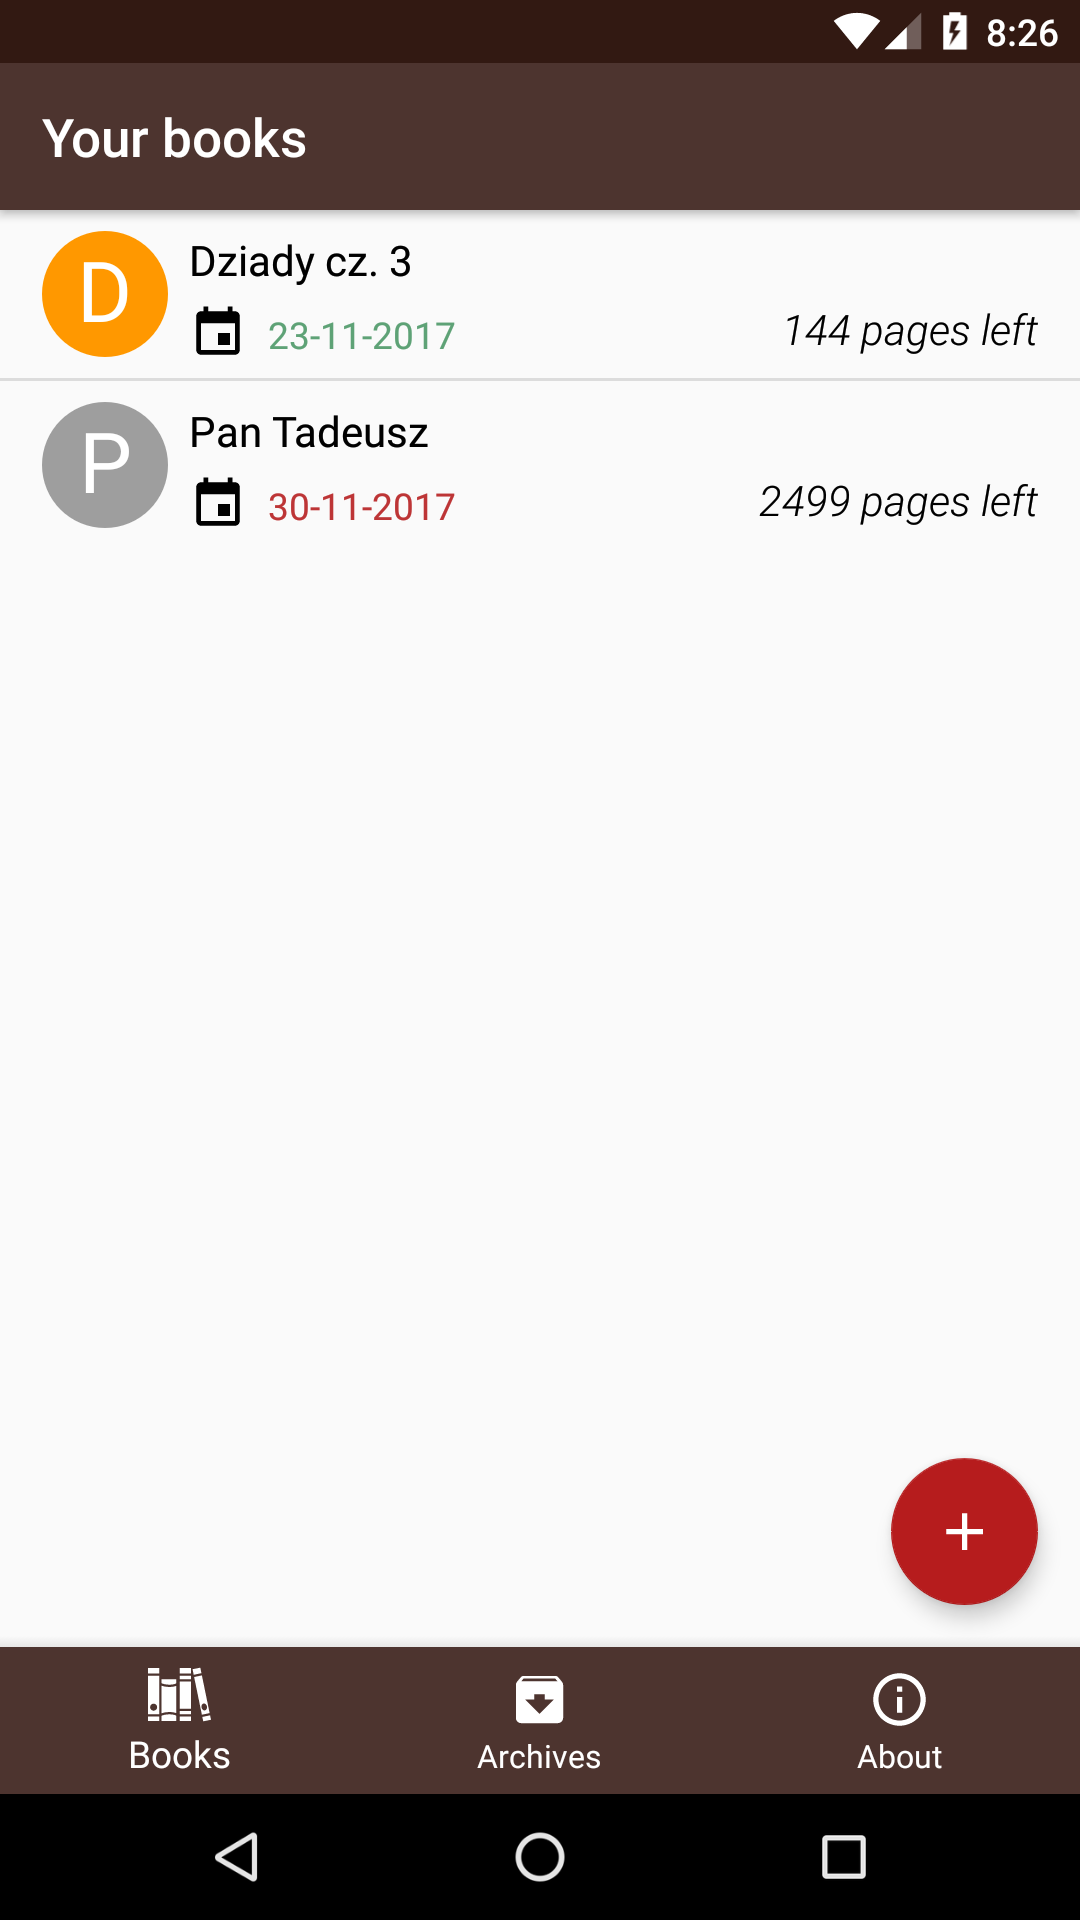 8:26
Your books
D
Dziady cz. 3
23-11-2017
144 pages left
P
Pan Tadeusz
30-11-2017
2499 pages left
Books
Archives
About